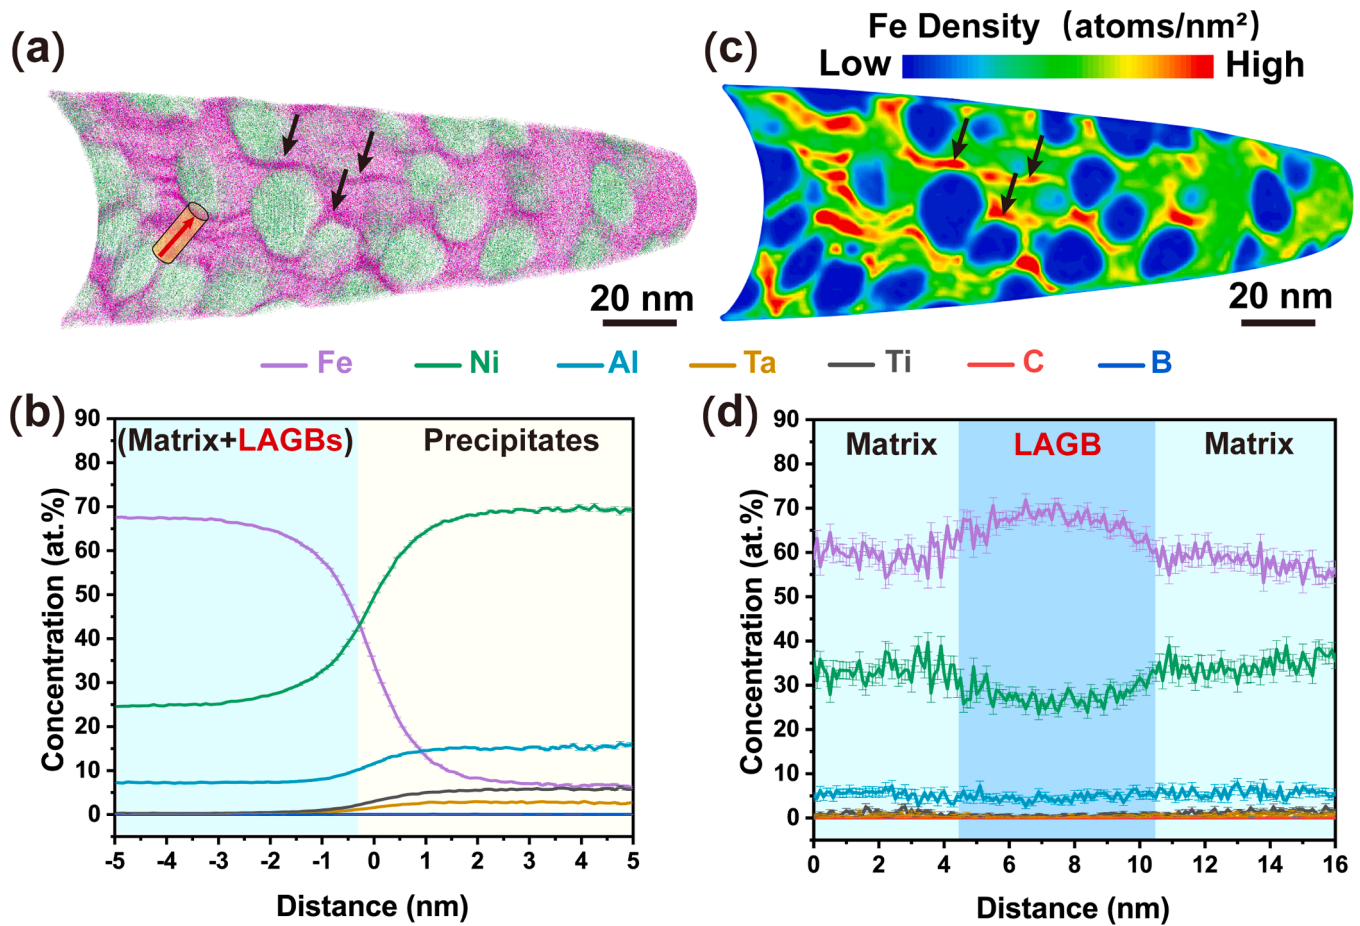 (a)
20 nm
(c)
Fe Density (atoms/nm²)
Low
High
20 nm
Fe
Ni
Al
Ta
Ti
C
B
(b)
90
80
70
60
50
40
30
20
10
0
Concentration (at.%)
(Matrix+LAGBs)
Precipitates
-5
-4
-3
-2
-1
0
1
2
3
4
5
Distance (nm)
(d)
90
80
70
60
50
40
30
20
10
0
Concentration (at.%)
Matrix
LAGB
Matrix
0
2
4
6
8
10
12
14
16
Distance (nm)